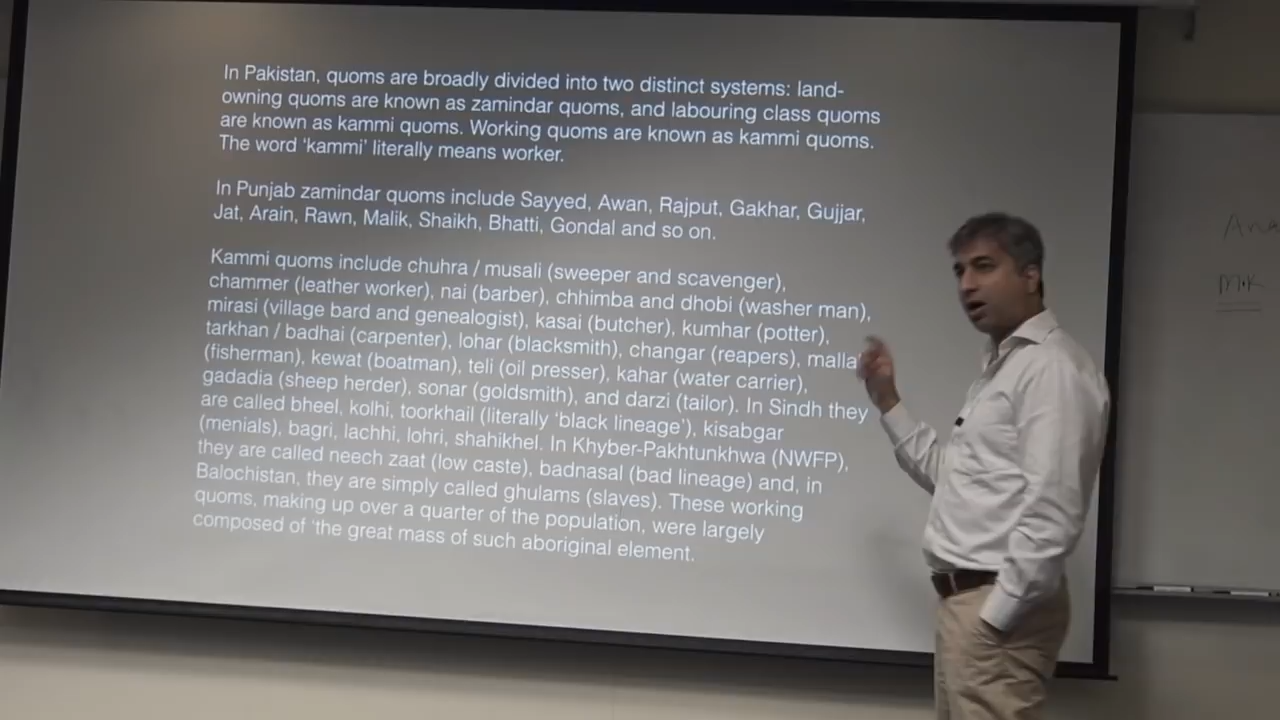 In Pakistan, quoms are broadly divided into two distinct systems: land-
owning quoms are known as zamindar quoms, and labouring class quoms
are known as kammi quoms. Working quoms are known as kammi quoms.
The word ‘kammi’ literally means worker.
In Punjab zamindar quoms include Sayyed, Awan, Rajput, Gakhar, Gujjar,
Jat, Arain, Rawn, Malik, Shaikh, Bhatti, Gondal and so on.
Kammi quoms include chuhra / musali (sweeper and scavenger),
chammer (leather worker), nai (barber), chhimba and dhobi (washer man),
mirasi (village bard and genealogist), kasai (butcher), kumhar (potter),
tarkhan / badhai (carpenter), lohar (blacksmith), changar (reapers), malla
(fisherman), kewat (boatman), teli (oil presser), kahar (water carrier),
gadadia (sheep herder), sonar (goldsmith), and darzi (tailor). In Sindh they
are called bheel, kolhi, toorkhail (literally ‘black lineage’), kisabgar
(menials), bagri, lachhi, lohri, shahikhel. In Khyber-Pakhtunkhwa (NWFP),
they are called neech zaat (low caste), badnasal (bad lineage) and, in
Balochistan, they are simply called ghulams (slaves). These working
quoms, making up over a quarter of the population, were largely
composed of ‘the great mass of such aboriginal element.